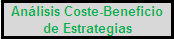 Análisis Coste-Beneficio
de Estrategias